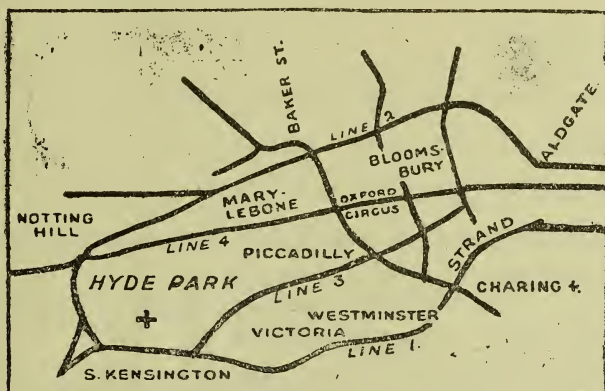 BAKER ST.
LINE 2
ALDGATE.
BLOOMS-
BURY
MARY-
LEBONE
OXFORD
CIRCUS
NOTTING
HILL
LINE 4
PICCADILLY
STRAND
HYDE PARK
LINE 3
CHARING +.
WESTMINSTER
VICTORIA
LINE 1.
S. KENSINGTON